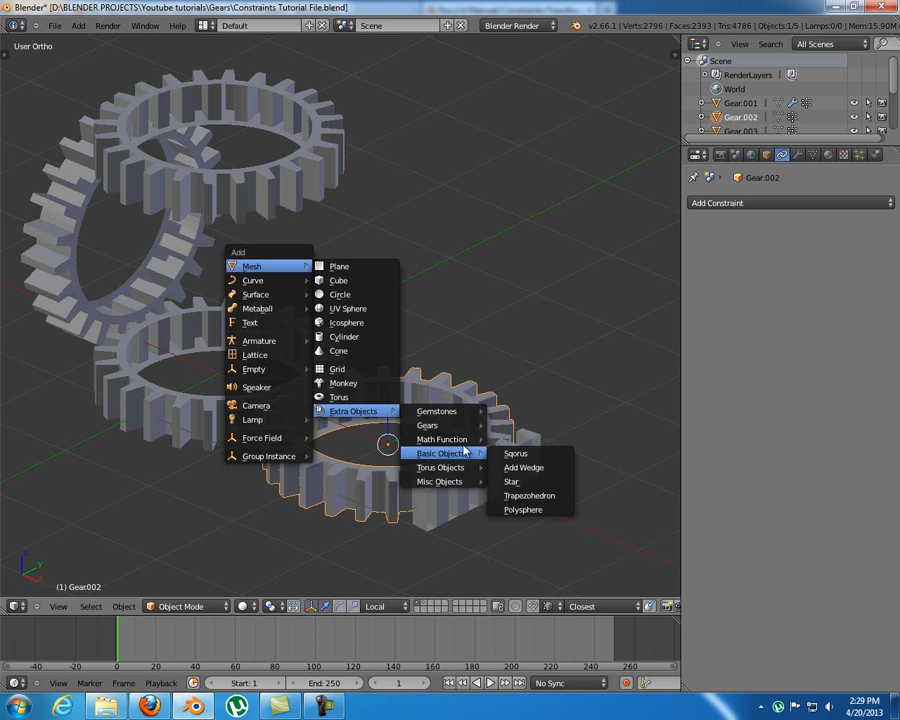 Blender* [D:\BLENDER PROJECTS\Youtube tutorials\Gears\Constraints Tutorial File.blend]
File Add Render Window Help Default Scene Blender Render v2.66.1 | Verts:2796 | Faces:2393 | Tris:4786 | Objects:1/5 | Lamps:0/0 | Mem:15.90M
User Ortho
View Search All Scenes
Scene
RenderLayers
World
Gear.001
Gear.002
Gear.003
Gear.002
Add Constraint
Add
Mesh
Curve
Surface
Metaball
Text
Armature
Lattice
Empty
Speaker
Camera
Lamp
Force Field
Group Instance
Plane
Cube
Circle
UV Sphere
Icosphere
Cylinder
Cone
Grid
Monkey
Torus
Extra Objects
Gemstones
Gears
Math Function
Basic Objects
Torus Objects
Misc Objects
Sqorus
Add Wedge
Star
Trapezohedron
Polysphere
z
y
x
(1) Gear.002
View Select Object Object Mode Local Closest
-40 -20 0 20 40 60 80 100 120 140 160 180 200 220 240 260
View Marker Frame Playback Start: 1 End: 250 1 No Sync
2:29 PM
4/20/2013